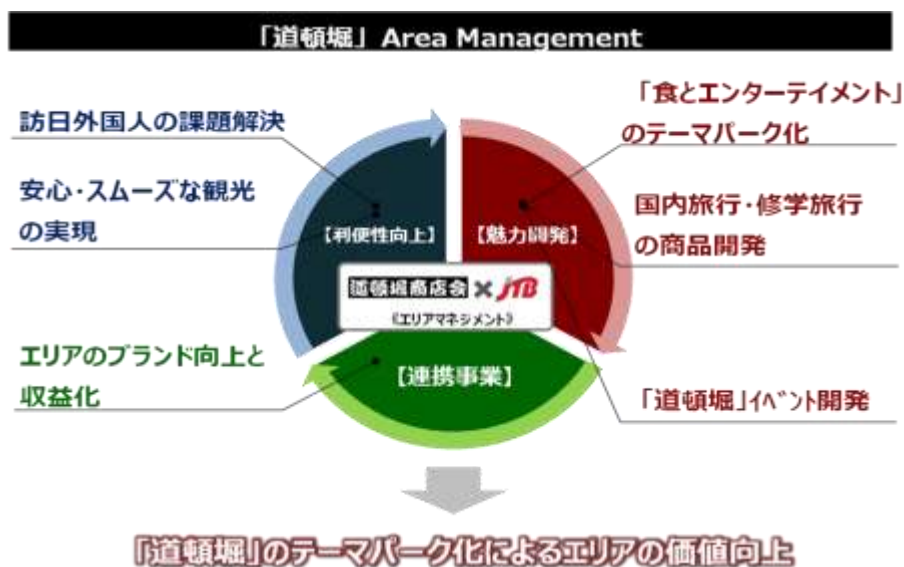 「道頓堀」 Area Management
訪日外国人の課題解決
安心・スムーズな観光
の実現
エリアのブランド向上と
収益化
「食とエンターテイメント」
のテーマパーク化
国内旅行・修学旅行
の商品開発
「道頓堀」ｲﾍﾞﾝﾄ開発
【利便性向上】
【魅力開発】
道頓堀商店会 × JTB
《エリアマネジメント》
【連携事業】
「道頓堀」のテーマパーク化によるエリアの価値向上